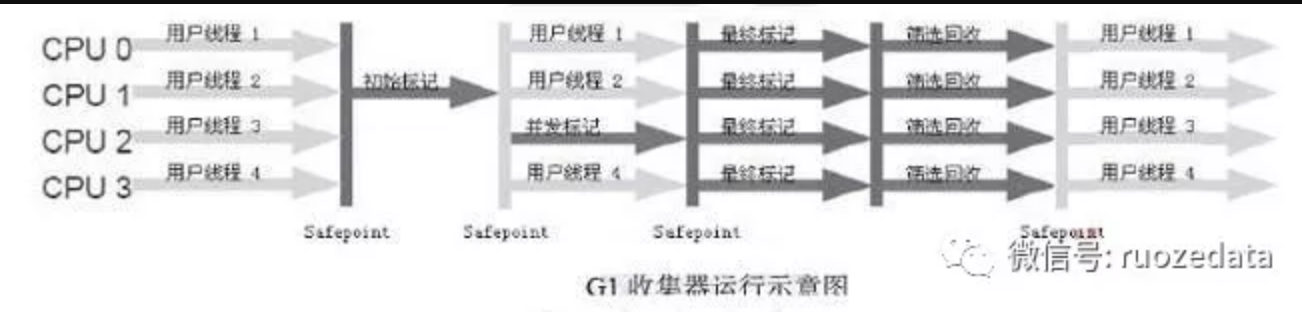 CPU 0 用户线程 1 用户线程 1 最终标记 筛选回收 用户线程 1
CPU 1 用户线程 2 初始标记 用户线程 2 最终标记 筛选回收 用户线程 2
CPU 2 用户线程 3 并发标记 最终标记 筛选回收 用户线程 3
CPU 3 用户线程 4 用户线程 4 最终标记 筛选回收 用户线程 4
Safepoint Safepoint Safepoint Safepoint
微信号: ruozedata
G1 收集器运行示意图